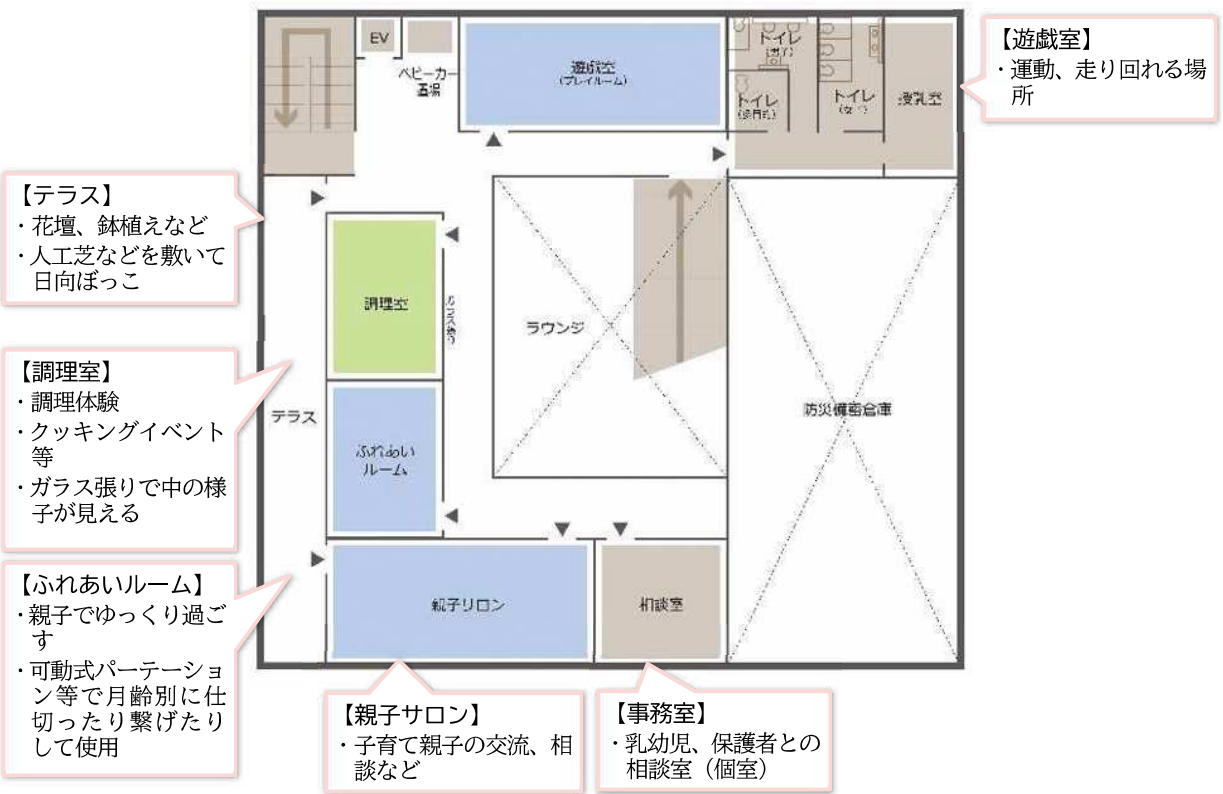 EV
ベビーカー
置場
遊戯室
(プレイルーム)
トイレ
トイレ
トイレ
授乳室
【遊戯室】
・運動、走り回れる場
所
【テラス】
・花壇、鉢植えなど
・人工芝などを敷いて
日向ぼっこ
調理室
ラウンジ
防災備蓄倉庫
【調理室】
・調理体験
・クッキングイベント
等
・ガラス張りで中の様
子が見える
テラス
ふれあい
ルーム
【ふれあいルーム】
・親子でゆっくり過ご
す
・可動式パーテーショ
ン等で月齢別に仕
切ったり繋げたり
して使用
親子サロン
相談室
【親子サロン】
・子育て親子の交流、相
談など
【事務室】
・乳幼児、保護者との
相談室（個室）